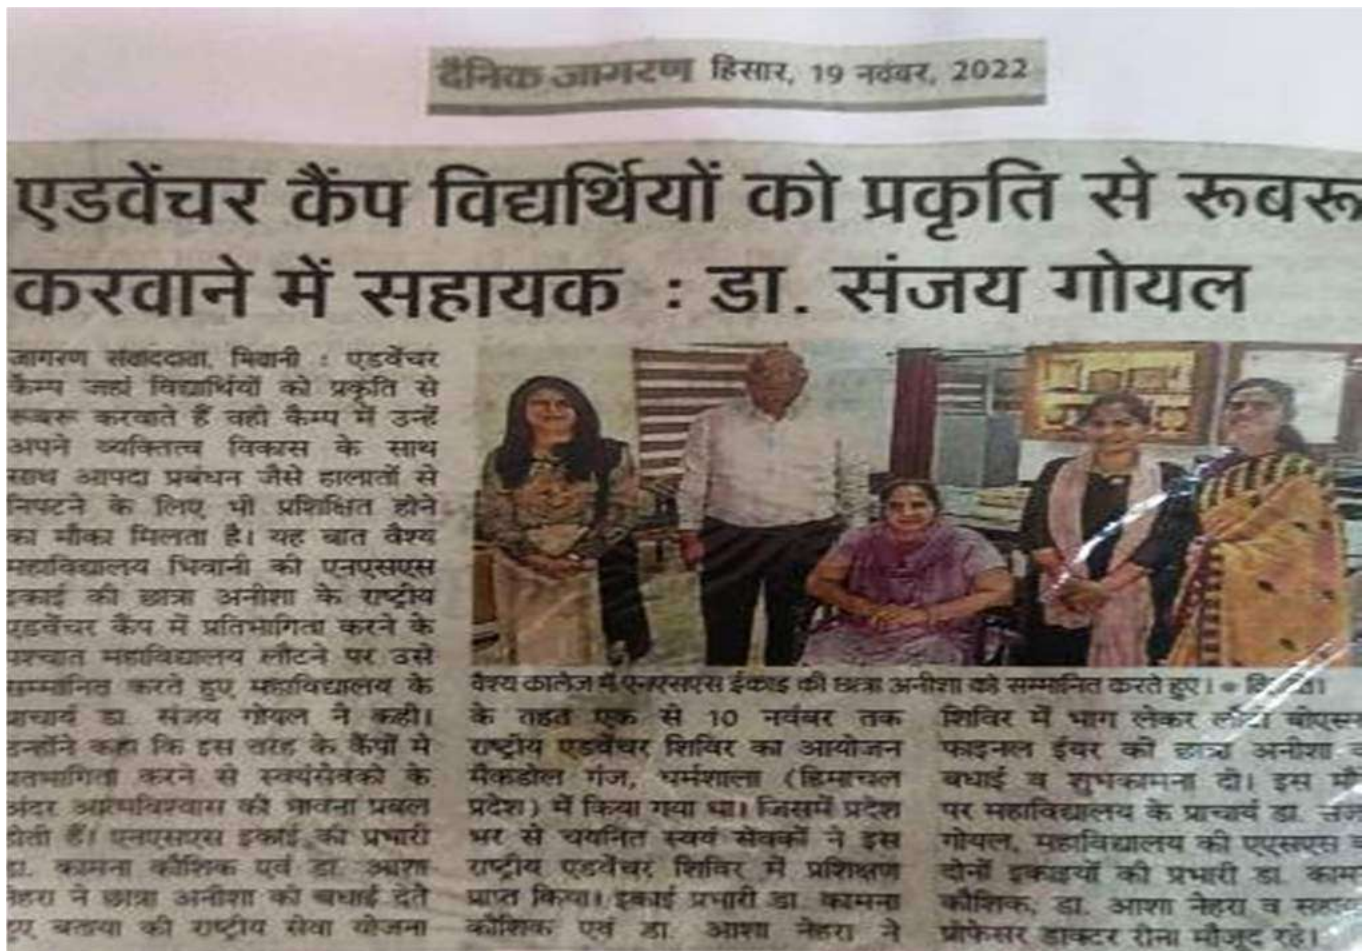 दैनिक जागरण हिसार, 19 नवंबर, 2022
एडवेंचर कैंप विद्यर्थियों को प्रकृति से रूबरू
करवाने में सहायक : डा. संजय गोयल
जागरण संवाददाता, भिवानी : एडवेंचर
कैम्प जहां विद्यार्थियों को प्रकृति से
रूबरू करवाते हैं वही कैम्प में उन्हें
अपने व्यक्तित्व विकास के साथ
साथ आपदा प्रबंधन जैसे हालातों से
निपटने के लिए भी प्रशिक्षित होने
का मौका मिलता है। यह बात वैश्य
महाविद्यालय भिवानी की एनएसएस
इकाई की छात्रा अनीशा के राष्ट्रीय
एडवेंचर कैंप में प्रतिभागिता करने के
पश्चात महाविद्यालय लौटने पर उसे
सम्मानित करते हुए महाविद्यालय के
प्राचार्य डा. संजय गोयल ने कही।
उन्होंने कहा कि इस तरह के कैंपों में
प्रतभागिता करने से स्वयंसेवको के
अंदर आत्मविश्वास की भावना प्रबल
होती हैं। एनएसएस इकाई की प्रभारी
डा. कामना कौशिक एवं डा. आशा
नेहरा ने छात्रा अनीशा को बधाई देते
हुए बताया की राष्ट्रीय सेवा योजना
वैश्य कालेज में एनएसएस ईकाइ की छात्रा अनीशा को सम्मानित करते हुए। ●
के तहत एक से 10 नवंबर तक
राष्ट्रीय एडवेंचर शिविर का आयोजन
मैकडोल गंज, धर्मशाला (हिमाचल
प्रदेश) में किया गया था। जिसमें प्रदेश
भर से चयनित स्वयं सेवकों ने इस
राष्ट्रीय एडवेंचर शिविर में प्रशिक्षण
प्राप्त किया। इकाई प्रभारी डा. कामना
कौशिक एवं डा. आशा नेहरा ने
शिविर में भाग लेकर लौटी
फाइनल ईयर की छात्रा अनीशा
बधाई व शुभकामना दी। इस
पर महाविद्यालय के प्राचार्य डा.
गोयल, महाविद्यालय की एएसएस
दोनों इकाइयों की प्रभारी डा.
कौशिक, डा. आशा नेहरा व
प्रोफेसर डाक्टर रीना मौजूद रहे।